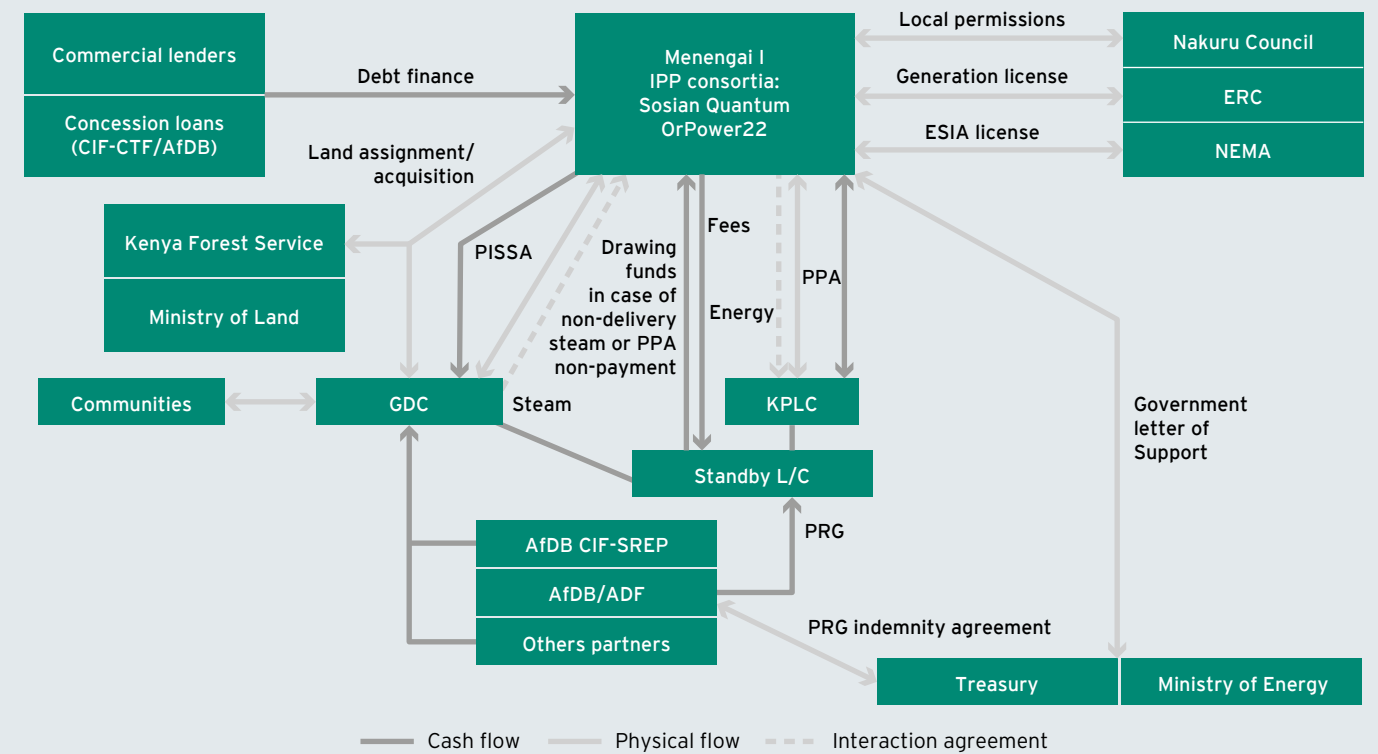 Commercial lenders
Concession loans
(CIF-CTF/AfDB)
Debt finance
Menengai I
IPP consortia:
Sosian Quantum
OrPower22
Local permissions
Generation license
ESIA license
Nakuru Council
ERC
NEMA
Land assignment/
acquisition
Kenya Forest Service
Ministry of Land
PISSA
Drawing
funds
in case of
non-delivery
steam or PPA
non-payment
Fees
Energy
PPA
Communities
GDC
Steam
KPLC
Government
letter of
Support
Standby L/C
PRG
AfDB CIF-SREP
AfDB/ADF
Others partners
PRG indemnity agreement
Treasury
Ministry of Energy
Cash flow
Physical flow
Interaction agreement